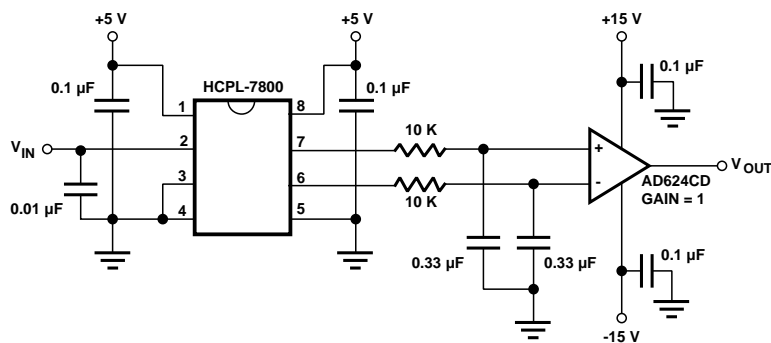 +5 V
+5 V
+15 V
HCPL-7800
0.1 µF
0.1 µF
0.1 µF
1
8
10 K
V IN
2
7
+
V OUT
3
6
-
AD624CD
GAIN = 1
0.01 µF
10 K
4
5
0.33 µF
0.33 µF
0.1 µF
-15 V